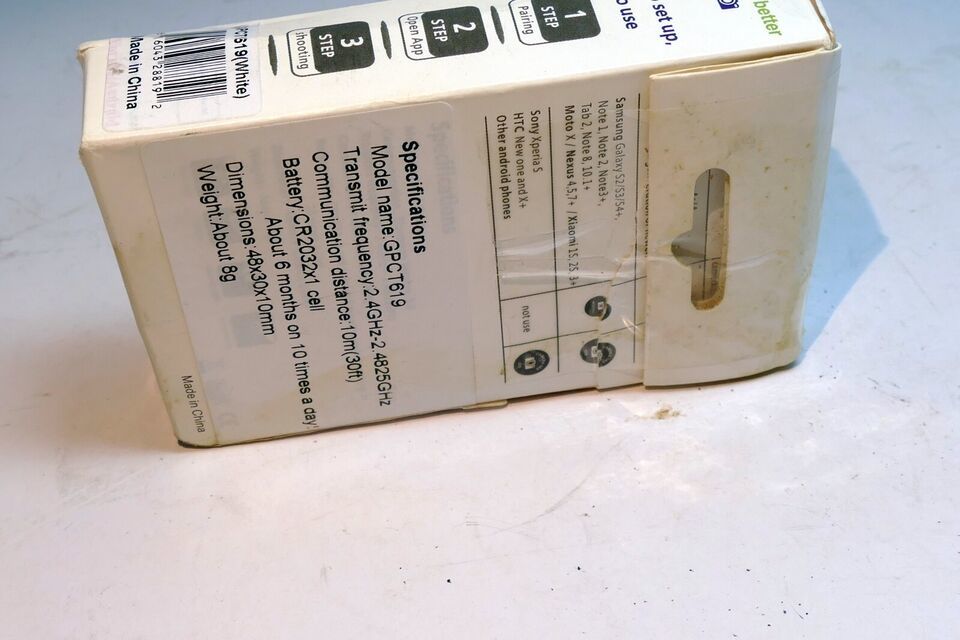 better
set up,
o use
STEP
1
Pairing
STEP
2
Open App
STEP
3
shooting
PCT619(White)
6043 28819 2
Made in China
Samsung Galaxy S2/S3/S4+,
Note 1, Note 2, Note3+,
Tab 2, Note 8, 10.1+
Moto X / Nexus 4,5,7+ / Xiaomi 1S, 2S, 3+
Sony Xperia S
HTC New one and X+
Other android phones
not use
Specifications
Model name:GPCT619
Transmit frequency:2.4GHz-2.4825GHz
Communication distance:10m(30ft)
Battery:CR2032x1 cell
About 6 months on 10 times a day
Dimensions:48x30x10mm
Weight:About 8g
Made in China